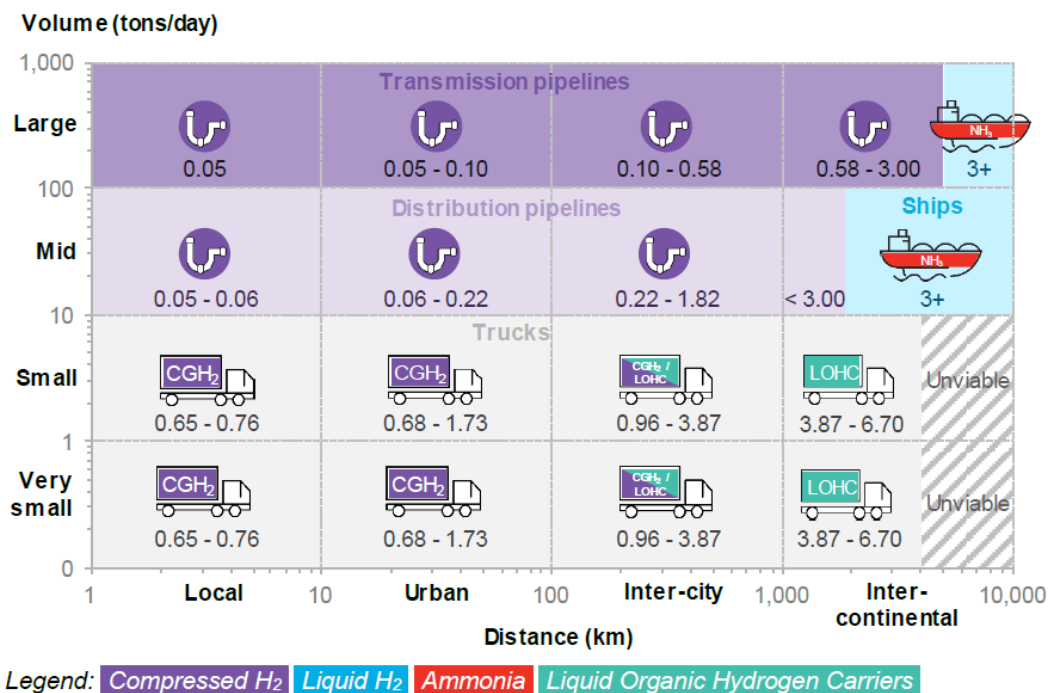 Volume (tons/day)
1,000
Transmission pipelines
Large
NH₃
0.05
0.05 - 0.10
0.10 - 0.58
0.58 - 3.00
3+
100
Distribution pipelines
Ships
Mid
NH₃
0.05 - 0.06
0.06 - 0.22
0.22 - 1.82
< 3.00
3+
10
Trucks
Small
CGH₂
CGH₂
CGH₂ /
LOHC
LOHC
Unviable
0.65 - 0.76
0.68 - 1.73
0.96 - 3.87
3.87 - 6.70
1
Very
small
CGH₂
CGH₂
CGH₂ /
LOHC
LOHC
Unviable
0.65 - 0.76
0.68 - 1.73
0.96 - 3.87
3.87 - 6.70
0
1
Local
10
Urban
100
Inter-city
1,000
Inter-
continental
10,000
Distance (km)
Legend: Compressed H₂ Liquid H₂ Ammonia Liquid Organic Hydrogen Carriers